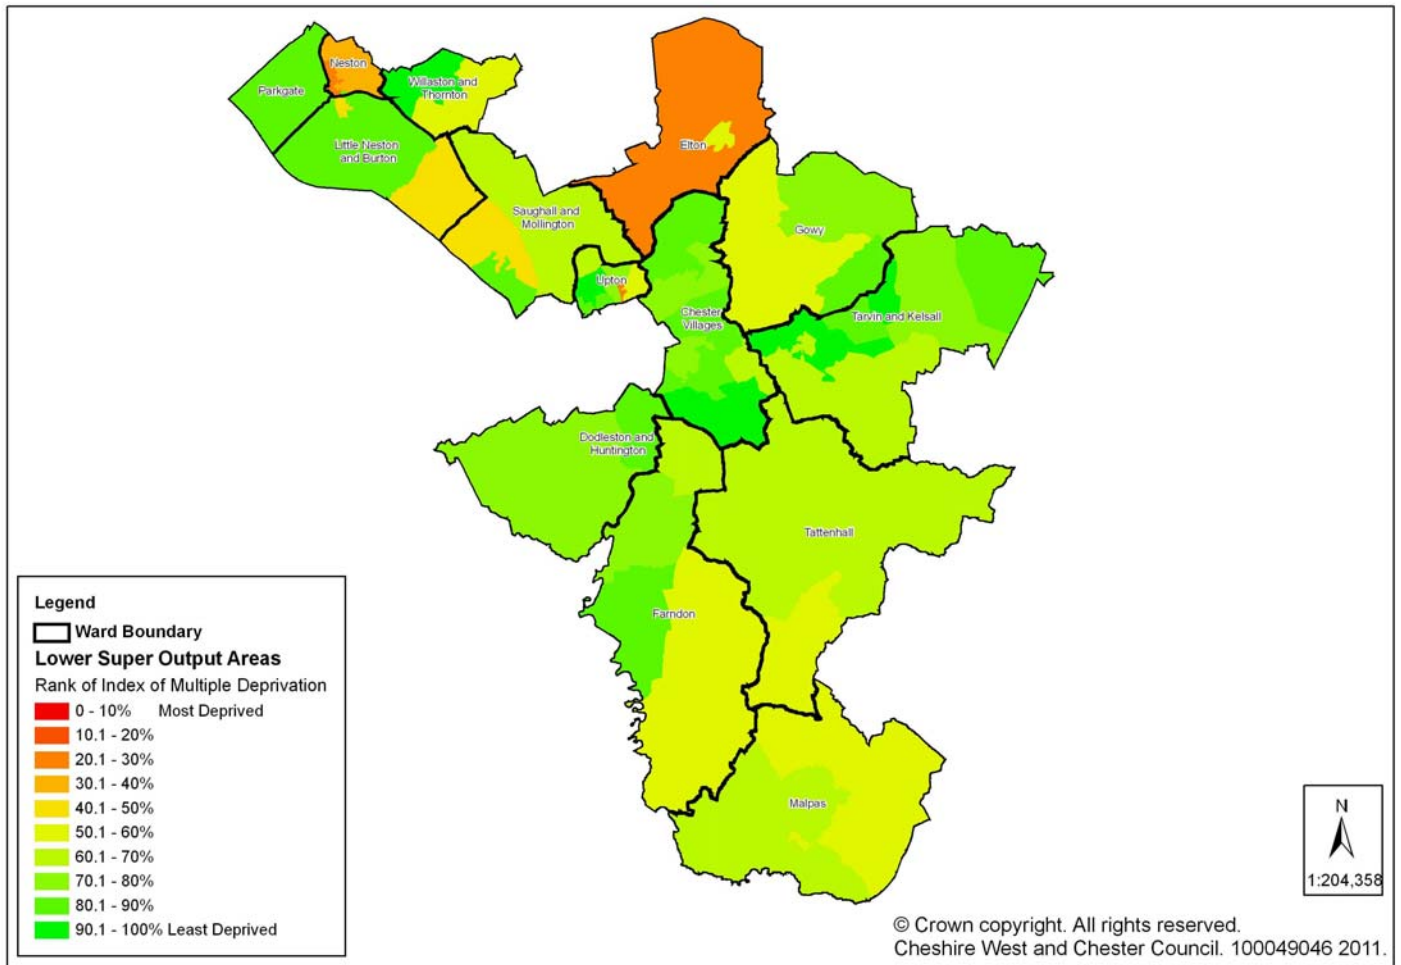 Neston
Parkgate
Willaston and
Thornton
Little Neston
and Burton
Elton
Saughall and
Mollington
Gowy
Upton
Chester
Villages
Tarvin and Kelsall
Dodleston and
Huntington
Tattenhall
Farndon
Malpas
Legend
Ward Boundary
Lower Super Output Areas
Rank of Index of Multiple Deprivation
0 - 10% Most Deprived
10.1 - 20%
20.1 - 30%
30.1 - 40%
40.1 - 50%
50.1 - 60%
60.1 - 70%
70.1 - 80%
80.1 - 90%
90.1 - 100% Least Deprived
N
1:204,358
© Crown copyright. All rights reserved.
Cheshire West and Chester Council. 100049046 2011.